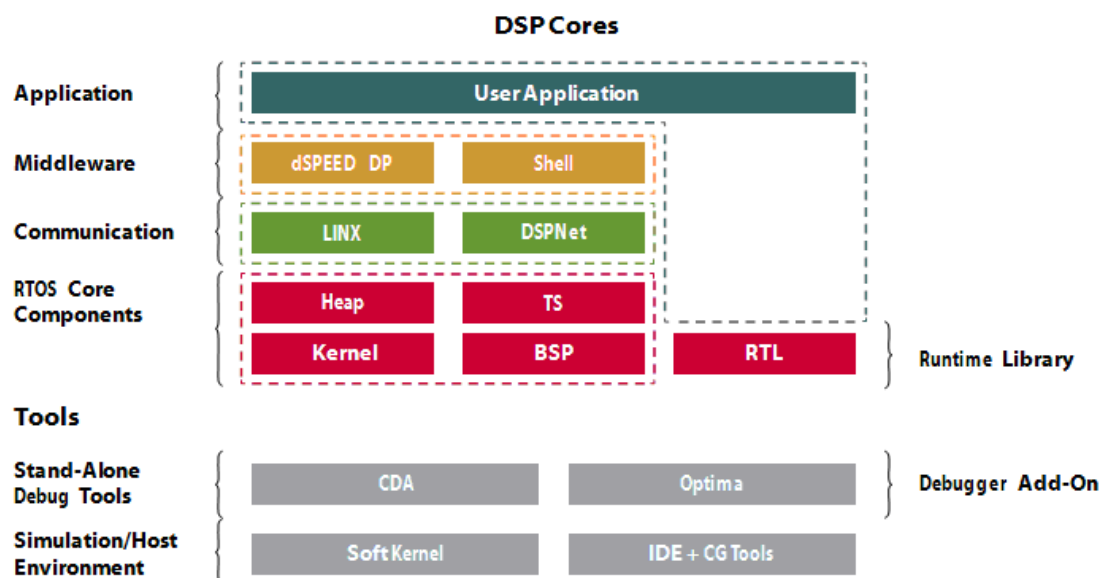 DSP Cores
Application
User Application
Middleware
dSPEED DP
Shell
Communication
LINX
DSPNet
RTOS Core
Components
Heap
TS
Kernel
BSP
RTL
Runtime Library
Tools
Stand-Alone
Debug Tools
CDA
Optima
Debugger Add-On
Simulation/Host
Environment
Soft Kernel
IDE + CG Tools